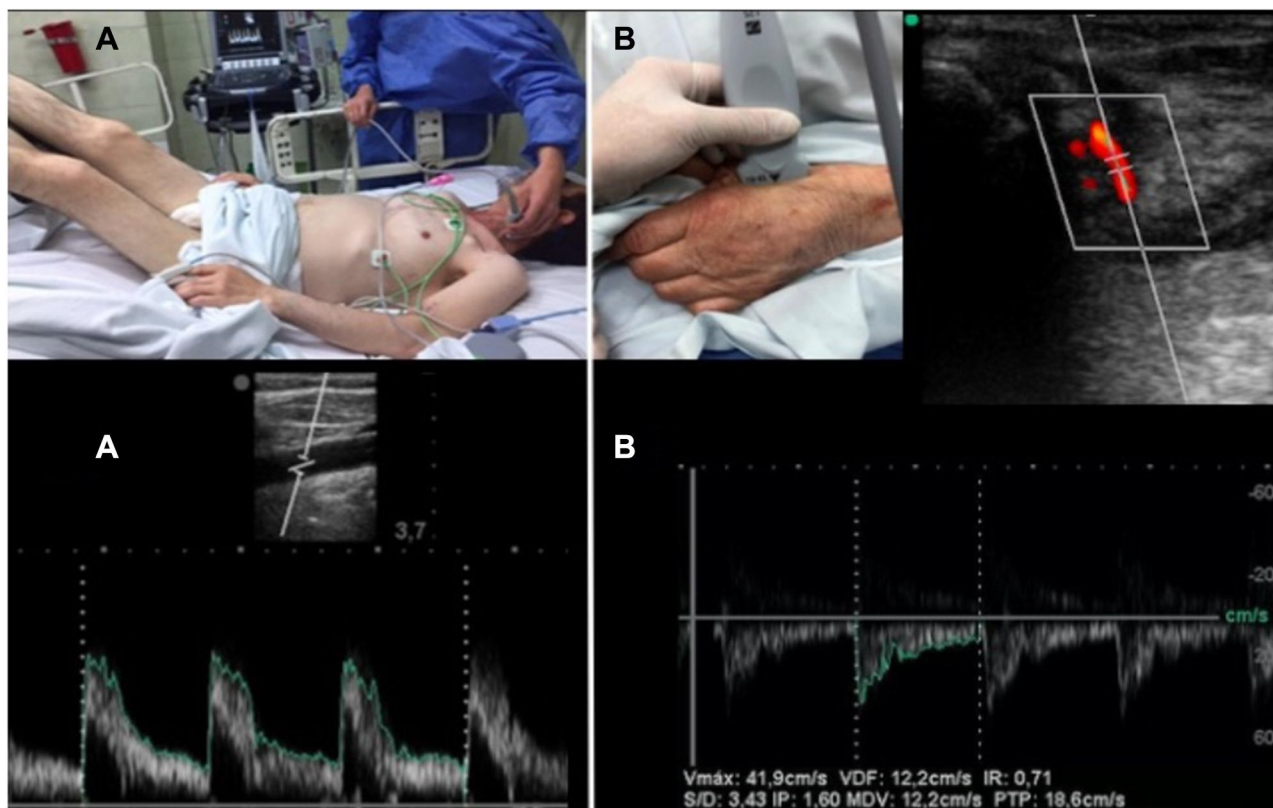 A
B
A
3,7
B
-60
-20
cm/s
20
60
Vmáx: 41,9cm/s VDF: 12,2cm/s IR: 0,71
S/D: 3,43 IP: 1,60 MDV: 12,2cm/s PTP: 18,6cm/s